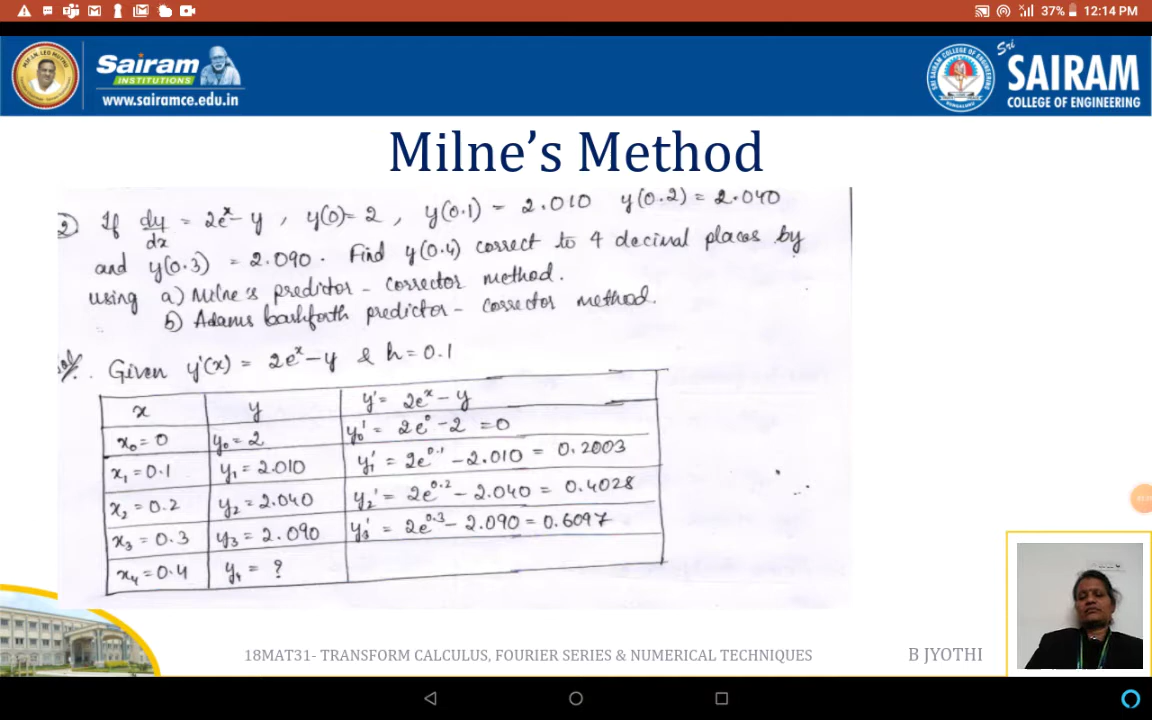 37% 12:14 PM
Sairam
INSTITUTIONS
www.sairamce.edu.in
Sri
SAIRAM
COLLEGE OF ENGINEERING
Milne's Method
2) If dy/dx = 2eˣ - y , y(0) = 2 , y(0.1) = 2.010 y(0.2) = 2.040
and y(0.3) = 2.090 . Find y(0.4) correct to 4 decimal places by
using a) Milne's predictor - corrector method.
b) Adams bashforth predictor - corrector method.
Given y'(x) = 2eˣ - y & h = 0.1
x y y' = 2eˣ - y
x₀ = 0 y₀ = 2 y₀' = 2e⁰ - 2 = 0
x₁ = 0.1 y₁ = 2.010 y₁' = 2e^0.1 - 2.010 = 0.2003
x₂ = 0.2 y₂ = 2.040 y₂' = 2e^0.2 - 2.040 = 0.4028
x₃ = 0.3 y₃ = 2.090 y₃' = 2e^0.3 - 2.090 = 0.6097
x₄ = 0.4 y₄ = ?
18MAT31- TRANSFORM CALCULUS, FOURIER SERIES & NUMERICAL TECHNIQUES B JYOTHI